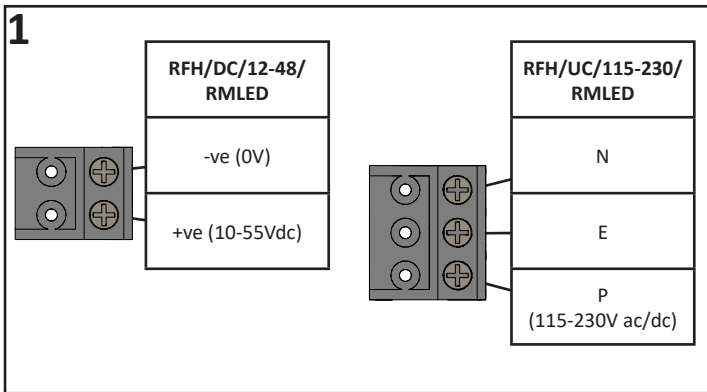 1
RFH/DC/12-48/
RMLED
-ve (0V)
+ve (10-55Vdc)
RFH/UC/115-230/
RMLED
N
E
P
(115-230V ac/dc)